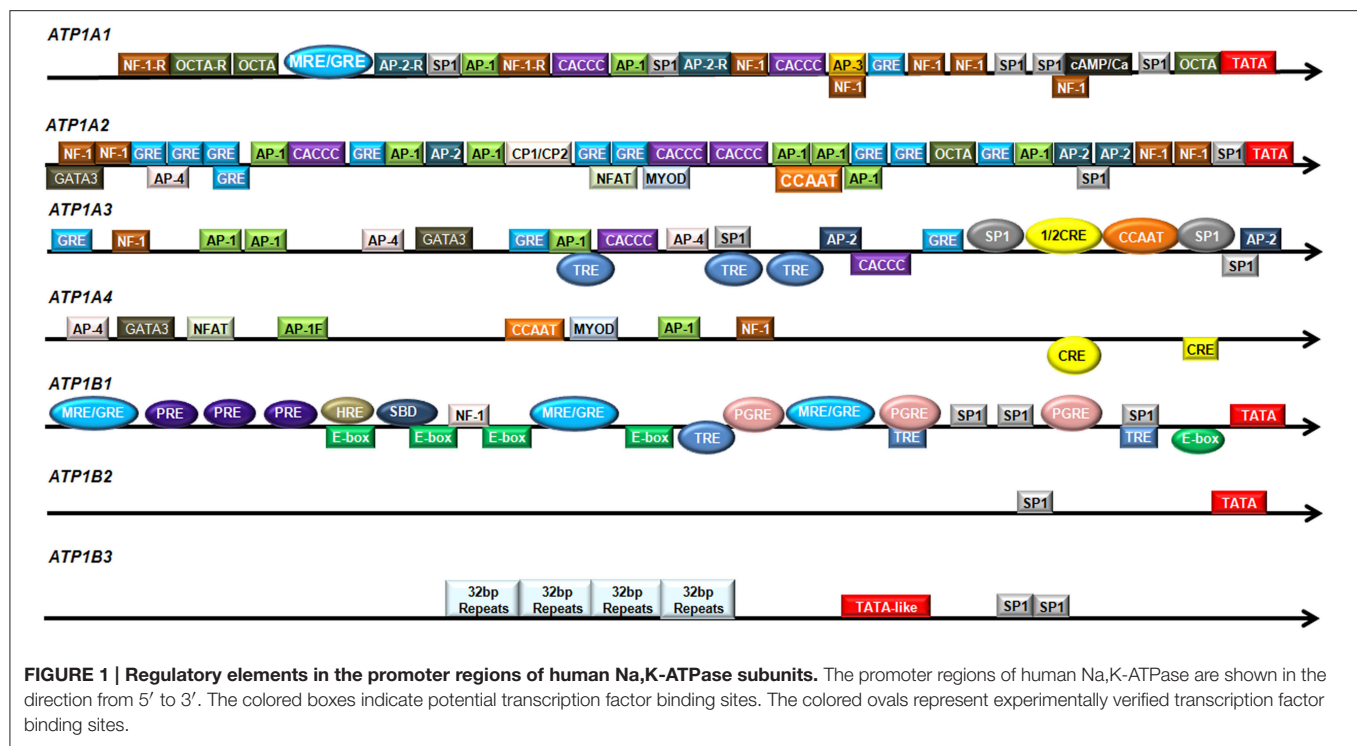 ATP1A1
NF-1-R OCTA-R OCTA MRE/GRE AP-2-R SP1 AP-1 NF-1-R CACCC AP-1 SP1 AP-2-R NF-1 CACCC AP-3 GRE NF-1 NF-1 SP1 SP1 cAMP/Ca SP1 OCTA TATA
NF-1 NF-1
ATP1A2
NF-1 NF-1 GRE GRE GRE AP-1 CACCC GRE AP-1 AP-2 AP-1 CP1/CP2 GRE GRE CACCC CACCC AP-1 AP-1 GRE GRE OCTA GRE AP-1 AP-2 AP-2 NF-1 NF-1 SP1 TATA
GATA3 AP-4 GRE NFAT MYOD CCAAT AP-1 SP1
ATP1A3
GRE NF-1 AP-1 AP-1 AP-4 GATA3 GRE AP-1 CACCC AP-4 SP1 AP-2 GRE SP1 1/2CRE CCAAT SP1 AP-2
TRE TRE TRE CACCC SP1
ATP1A4
AP-4 GATA3 NFAT AP-1F CCAAT MYOD AP-1 NF-1
CRE CRE
ATP1B1
MRE/GRE PRE PRE PRE HRE SBD NF-1 MRE/GRE PGRE MRE/GRE PGRE SP1 SP1 PGRE SP1 TATA
E-box E-box E-box E-box TRE TRE TRE E-box
ATP1B2
SP1 TATA
ATP1B3
32bp 32bp 32bp 32bp
Repeats Repeats Repeats Repeats
TATA-like SP1 SP1
FIGURE 1 | Regulatory elements in the promoter regions of human Na,K-ATPase subunits. The promoter regions of human Na,K-ATPase are shown in the
direction from 5′ to 3′. The colored boxes indicate potential transcription factor binding sites. The colored ovals represent experimentally verified transcription factor
binding sites.